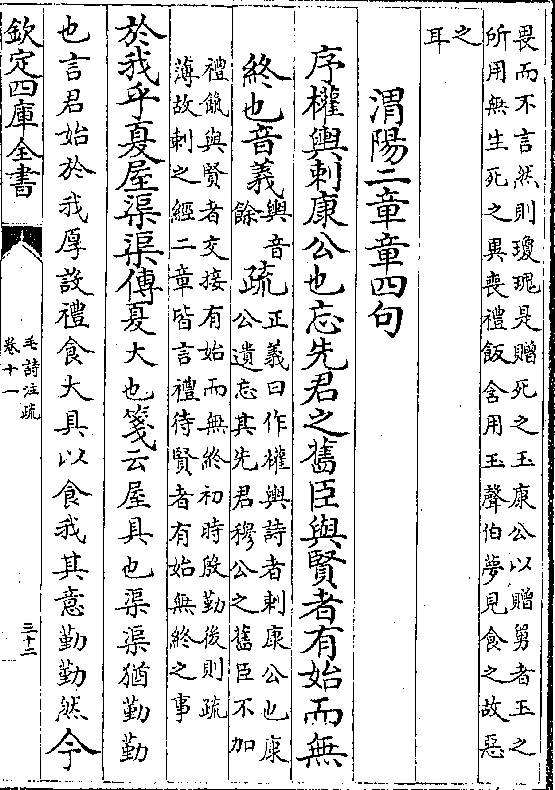 畏而不言然則瓊瑰是贈死之玉康公以贈舅者玉之
所用無生死之異喪禮飯含用玉聲伯夢見食之故惡
之
耳
渭陽二章章四句
序權輿刺康公也忘先君之舊臣與賢者有始而無
終也音義輿音餘疏正義曰作權輿詩者刺康公也康
公遺忘其先君穆公之舊臣不加
禮餼與賢者交接有始而無終初時殷勤後則疏
薄故刺之經二章皆言禮待賢者有始無終之事
於我乎夏屋渠渠傳夏大也箋云屋具也渠渠猶勤勤
也言君始於我厚設禮食大具以食我其意勤勤然今
欽定四庫全書
毛詩注疏
卷十一
三十二